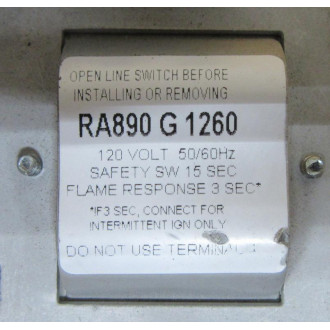 OPEN LINE SWITCH BEFORE
INSTALLING OR REMOVING
RA890 G 1260
120 VOLT 50/60Hz
SAFETY SW 15 SEC
FLAME RESPONSE 3 SEC*
*IF3 SEC, CONNECT FOR
INTERMITTENT IGN ONLY
DO NOT USE TERMINAL